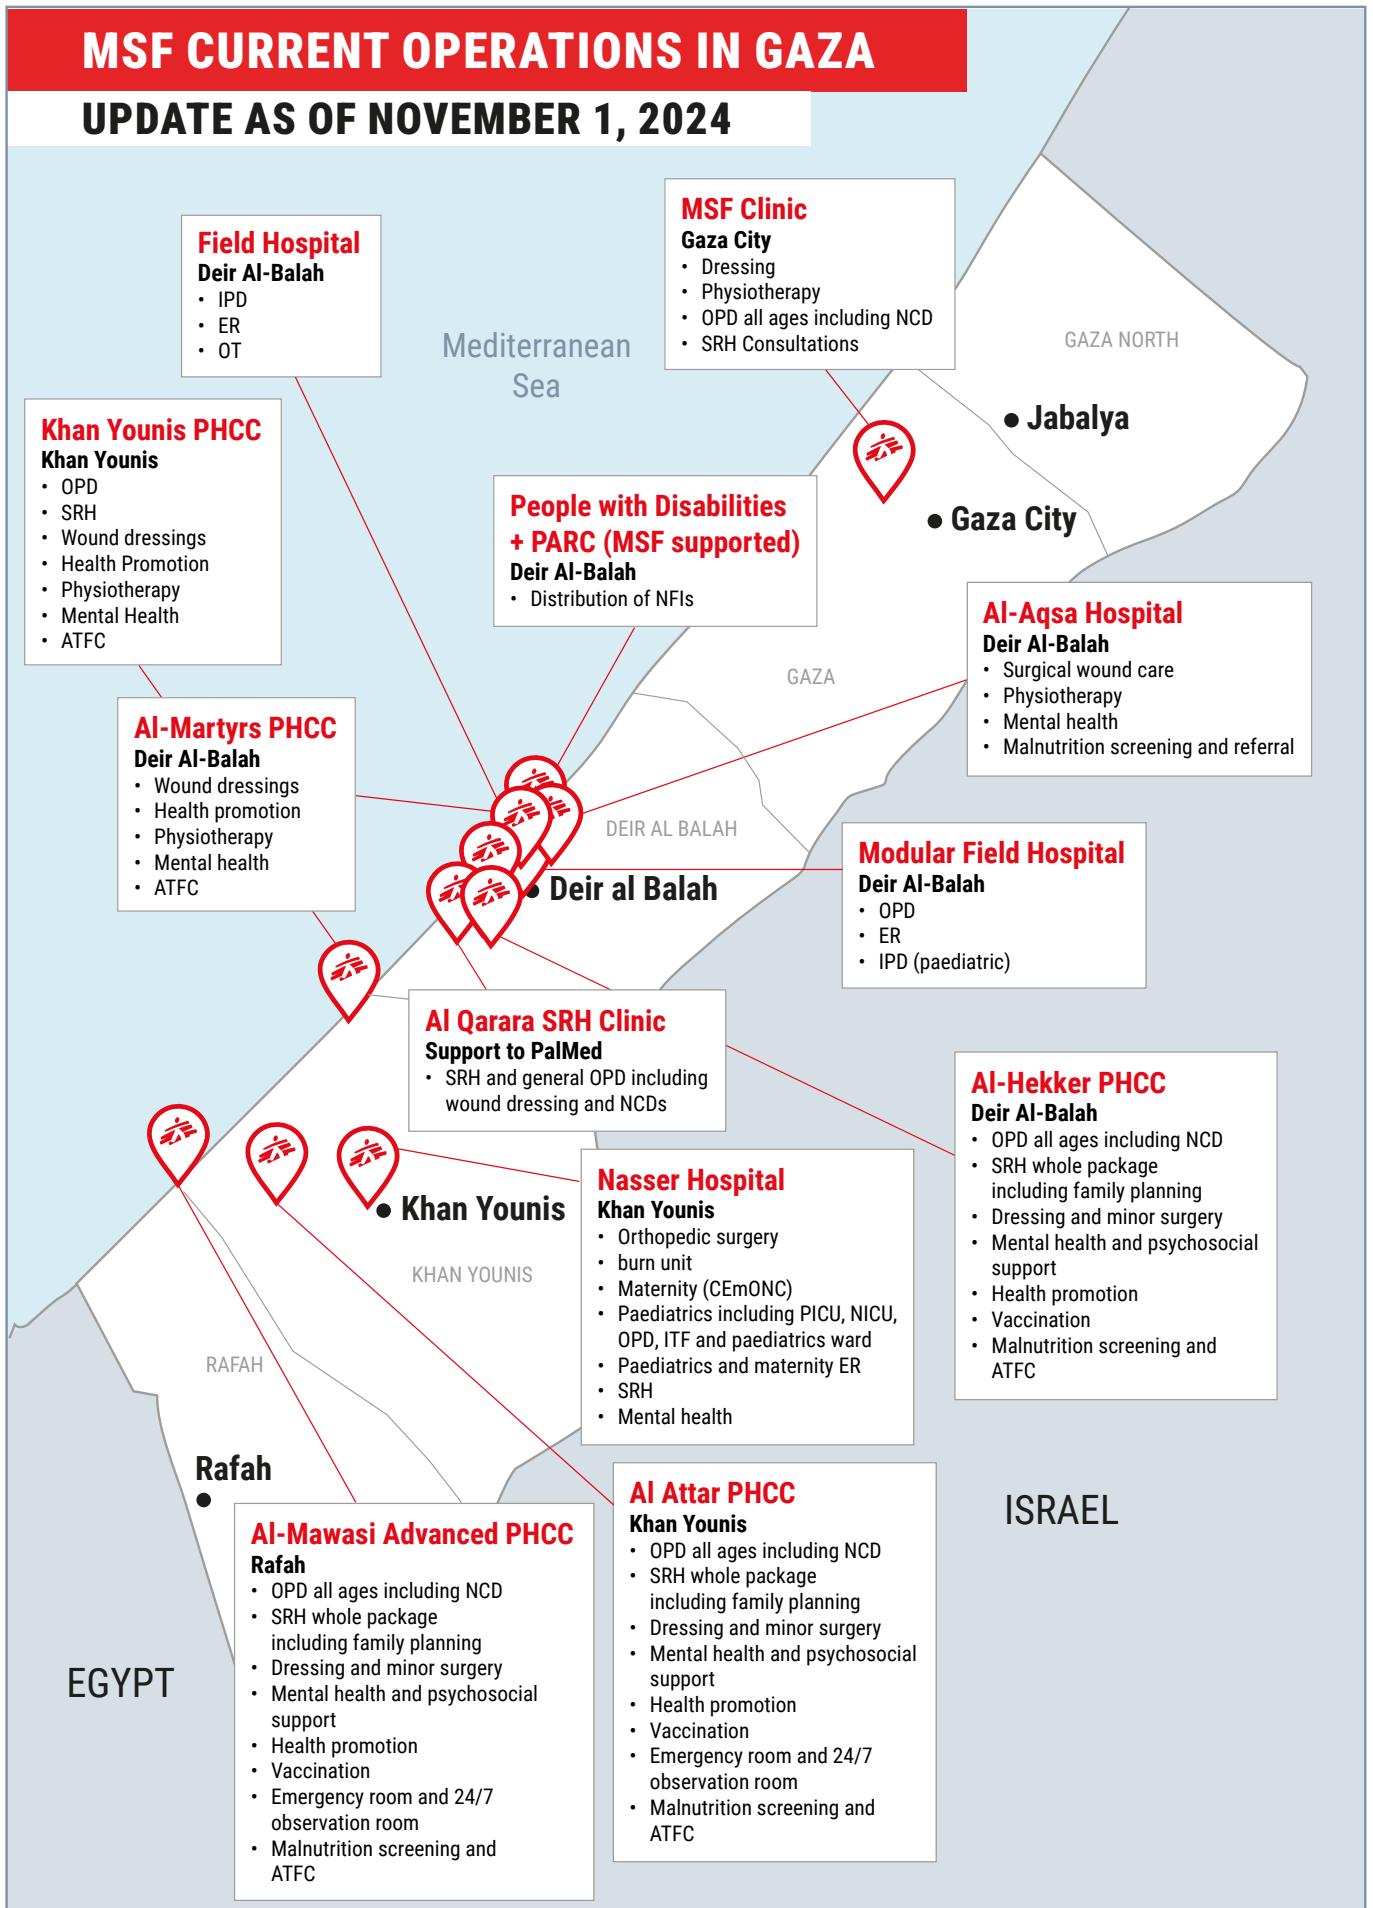 MSF CURRENT OPERATIONS IN GAZA
UPDATE AS OF NOVEMBER 1, 2024
MSF Clinic
Gaza City
• Dressing
• Physiotherapy
• OPD all ages including NCD
• SRH Consultations
Field Hospital
Deir Al-Balah
• IPD
• ER
• OT
Mediterranean
Sea
GAZA NORTH
Jabalya
Khan Younis PHCC
Khan Younis
• OPD
• SRH
• Wound dressings
• Health Promotion
• Physiotherapy
• Mental Health
• ATFC
People with Disabilities
+ PARC (MSF supported)
Deir Al-Balah
• Distribution of NFIs
Gaza City
Al-Aqsa Hospital
Deir Al-Balah
• Surgical wound care
• Physiotherapy
• Mental health
• Malnutrition screening and referral
GAZA
Al-Martyrs PHCC
Deir Al-Balah
• Wound dressings
• Health promotion
• Physiotherapy
• Mental health
• ATFC
DEIR AL BALAH
Deir al Balah
Modular Field Hospital
Deir Al-Balah
• OPD
• ER
• IPD (paediatric)
Al Qarara SRH Clinic
Support to PalMed
• SRH and general OPD including
wound dressing and NCDs
Al-Hekker PHCC
Deir Al-Balah
• OPD all ages including NCD
• SRH whole package
including family planning
• Dressing and minor surgery
• Mental health and psychosocial
support
• Health promotion
• Vaccination
• Malnutrition screening and
ATFC
Khan Younis
KHAN YOUNIS
Nasser Hospital
Khan Younis
• Orthopedic surgery
• burn unit
• Maternity (CEmONC)
• Paediatrics including PICU, NICU,
OPD, ITF and paediatrics ward
• Paediatrics and maternity ER
• SRH
• Mental health
RAFAH
Rafah
ISRAEL
EGYPT
Al-Mawasi Advanced PHCC
Rafah
• OPD all ages including NCD
• SRH whole package
including family planning
• Dressing and minor surgery
• Mental health and psychosocial
support
• Health promotion
• Vaccination
• Emergency room and 24/7
observation room
• Malnutrition screening and
ATFC
Al Attar PHCC
Khan Younis
• OPD all ages including NCD
• SRH whole package
including family planning
• Dressing and minor surgery
• Mental health and psychosocial
support
• Health promotion
• Vaccination
• Emergency room and 24/7
observation room
• Malnutrition screening and
ATFC